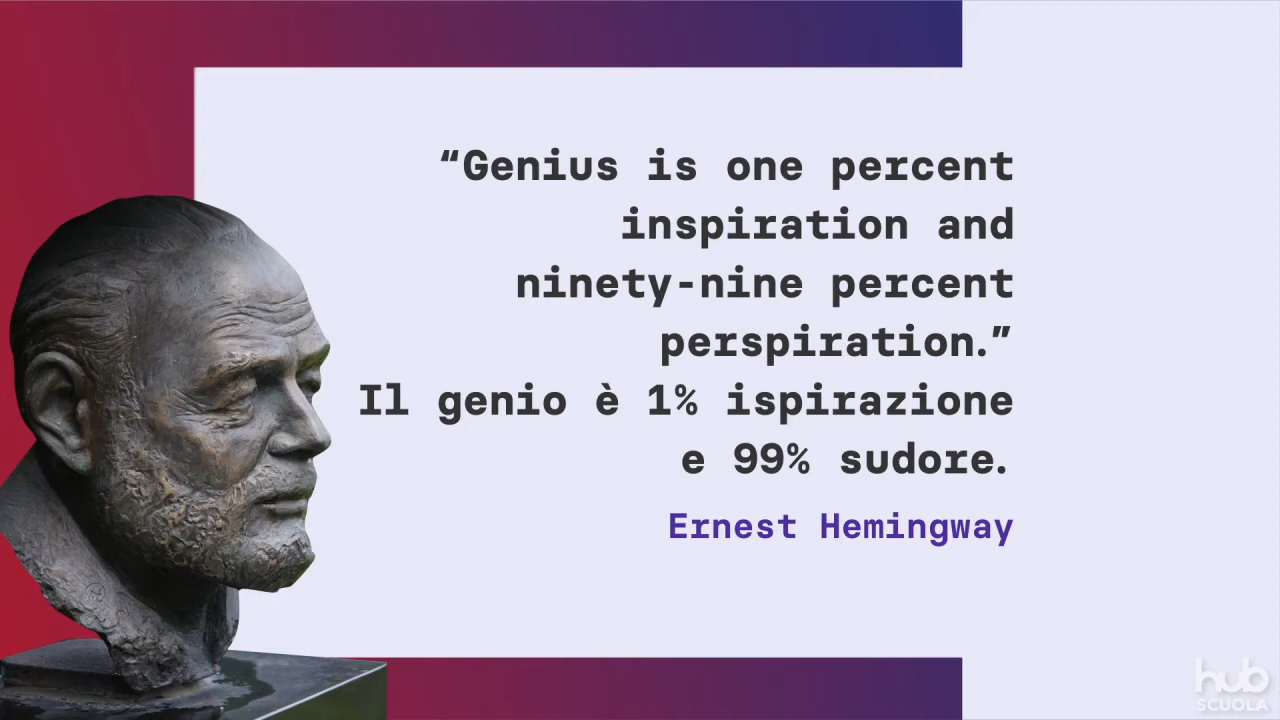 “Genius is one percent
inspiration and
ninety-nine percent
perspiration.”
Il genio è 1% ispirazione
e 99% sudore.
Ernest Hemingway
hub
SCUOLA